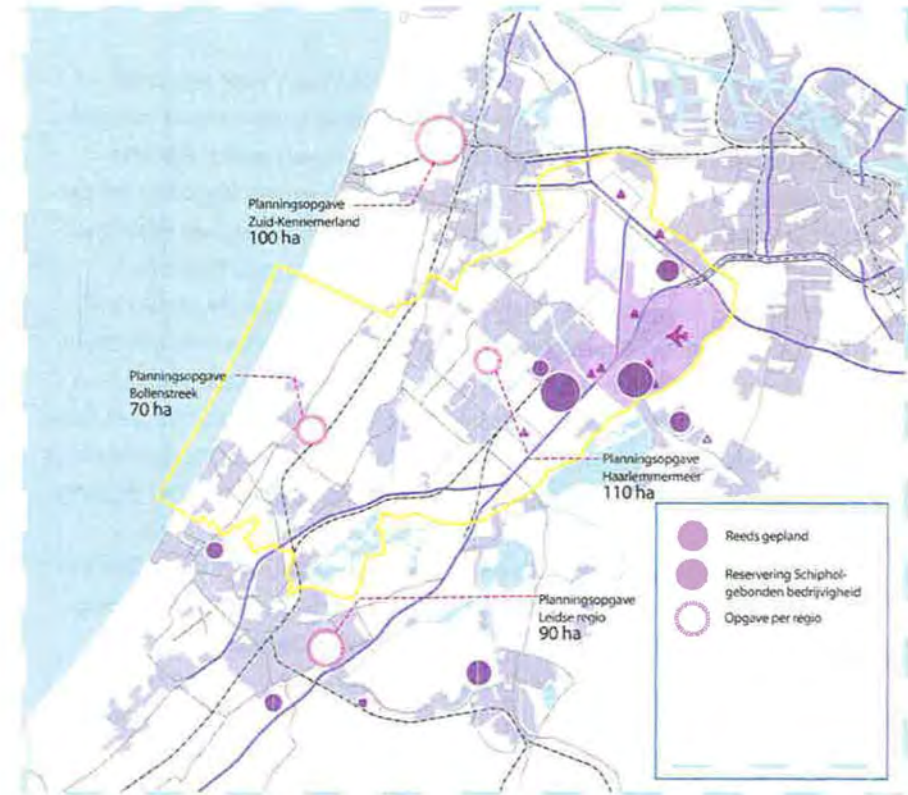 Planningsopgave
Zuid-Kennemerland
100 ha
Planningsopgave
Bollenstreek
70 ha
Planningsopgave
Haarlemmermeer
110 ha
Planningsopgave
Leidse regio
90 ha
Reeds gepland
Reservering Schiphol-
gebonden bedrijvigheid
Opgave per regio